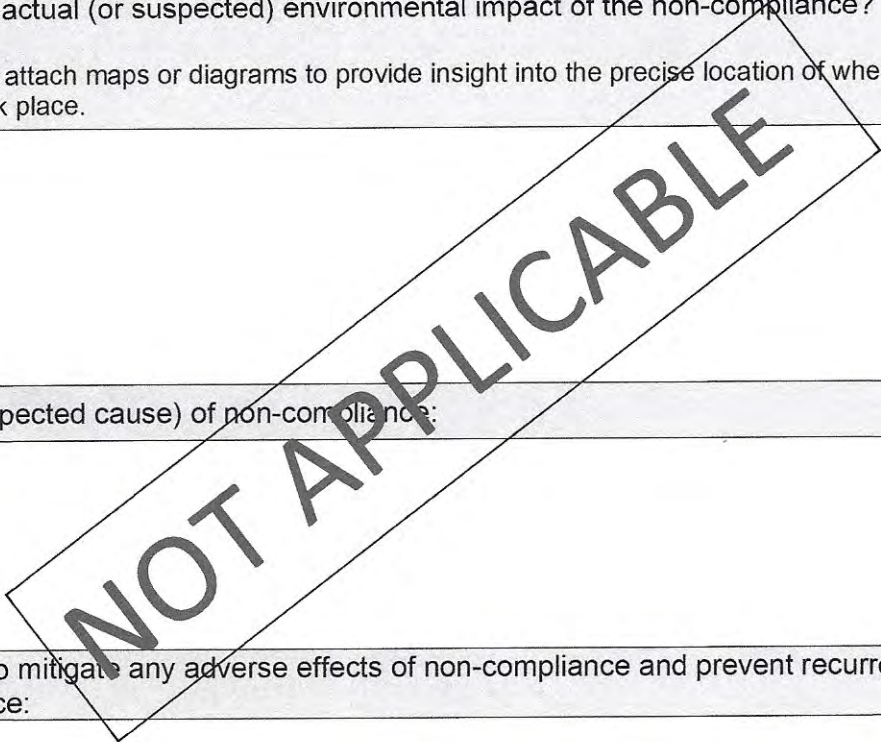 actual (or suspected) environmental impact of the non-compliance?
attach maps or diagrams to provide insight into the precise location of whe
k place.
NOT APPLICABLE
pected cause) of non-compliance:
o mitigate any adverse effects of non-compliance and prevent recurre
ce: